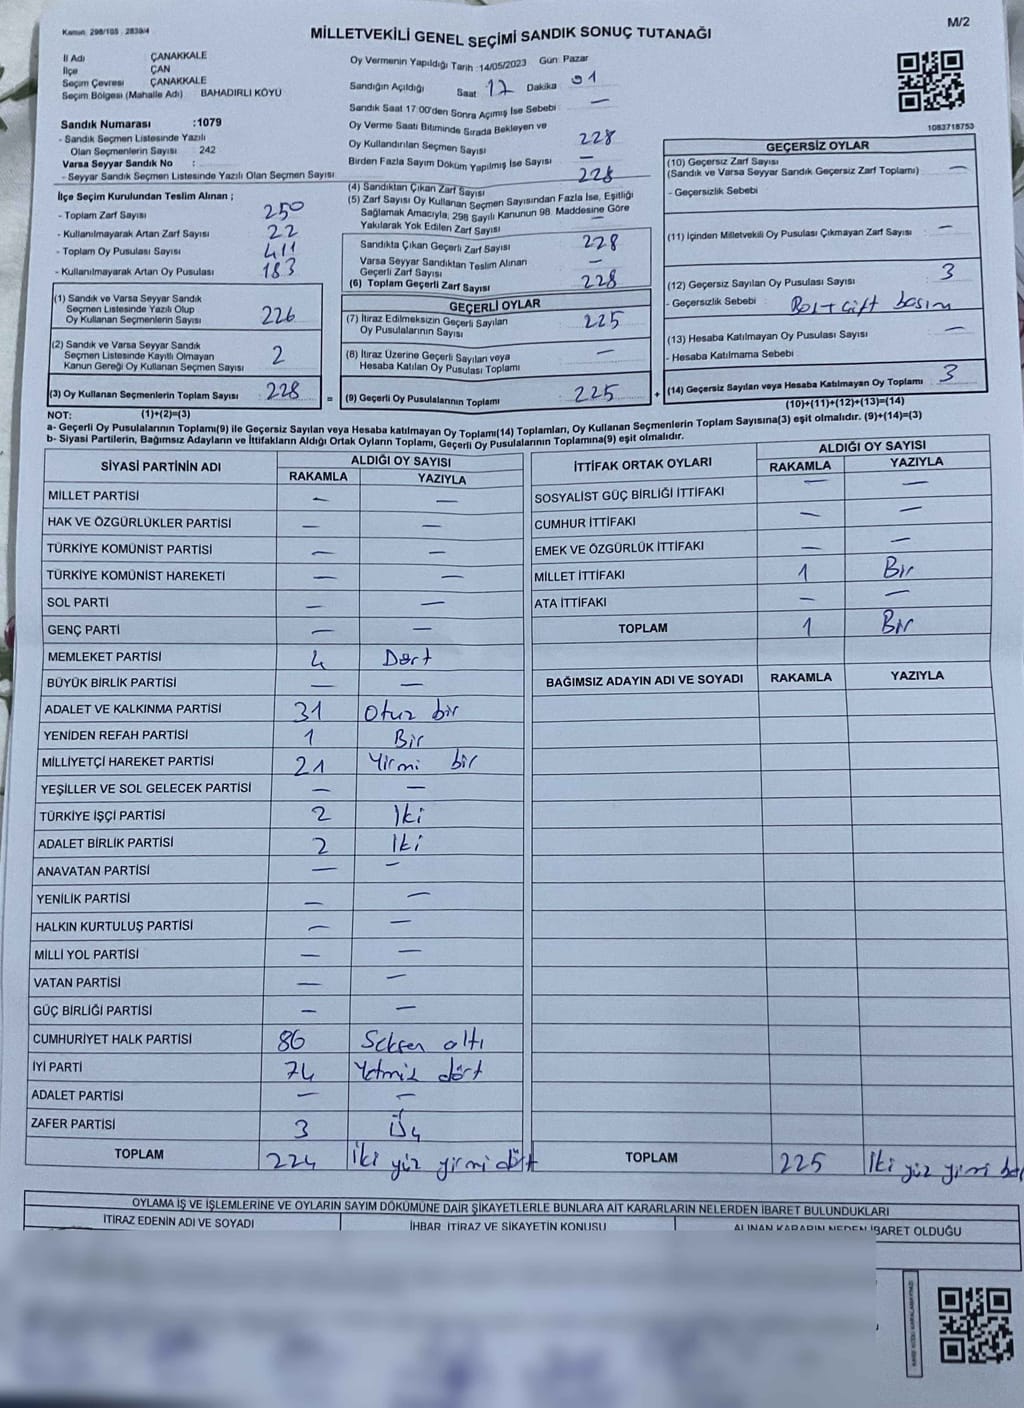 Kanun: 298/105 , 2839/4
M/2
MİLLETVEKİLİ GENEL SEÇİMİ SANDIK SONUÇ TUTANAĞI
İl Adı ÇANAKKALE
İlçe ÇAN
Seçim Çevresi ÇANAKKALE
Seçim Bölgesi (Mahalle Adı) BAHADIRLI KÖYÜ
Sandık Numarası :1079
- Sandık Seçmen Listesinde Yazılı
Olan Seçmenlerin Sayısı 242
Varsa Seyyar Sandık No :
- Seyyar Sandık Seçmen Listesinde Yazılı Olan Seçmen Sayısı
İlçe Seçim Kurulundan Teslim Alınan ;
- Toplam Zarf Sayısı 250
- Kullanılmayarak Artan Zarf Sayısı 22
- Toplam Oy Pusulası Sayısı 411
- Kullanılmayarak Artan Oy Pusulası 183
(1) Sandık ve Varsa Seyyar Sandık
Seçmen Listesinde Yazılı Olup
Oy Kullanan Seçmenlerin Sayısı 226
(2) Sandık ve Varsa Seyyar Sandık
Seçmen Listesinde Kayıtlı Olmayan
Kanun Gereği Oy Kullanan Seçmen Sayısı 2
(3) Oy Kullanan Seçmenlerin Toplam Sayısı 228 =
Oy Vermenin Yapıldığı Tarih :14/05/2023 Gün: Pazar
Sandığın Açıldığı Saat 17 Dakika 01
Sandık Saat 17:00'den Sonra Açımış İse Sebebi : —
Oy Verme Saati Bitiminde Sırada Bekleyen ve
Oy Kullandırılan Seçmen Sayısı 228
Birden Fazla Sayım Döküm Yapılmış İse Sayısı —
(4) Sandıktan Çıkan Zarf Sayısı 228
(5) Zarf Sayısı Oy Kullanan Seçmen Sayısından Fazla İse, Eşitliği
Sağlamak Amacıyla, 298 Sayılı Kanunun 98. Maddesine Göre
Yakılarak Yok Edilen Zarf Sayısı —
Sandıkta Çıkan Geçerli Zarf Sayısı 228
Varsa Seyyar Sandıktan Teslim Alınan
Geçerli Zarf Sayısı —
(6) Toplam Geçerli Zarf Sayısı 228
GEÇERLİ OYLAR
(7) İtiraz Edilmeksizin Geçerli Sayılan
Oy Pusulalarının Sayısı 225
(8) İtiraz Üzerine Geçerli Sayılan veya
Hesaba Katılan Oy Pusulası Toplamı —
(9) Geçerli Oy Pusulalarının Toplamı 225 +
1083718753
GEÇERSİZ OYLAR
(10) Geçersiz Zarf Sayısı
(Sandık ve Varsa Seyyar Sandık Geçersiz Zarf Toplamı) —
- Geçersizlik Sebebi
(11) İçinden Milletvekili Oy Pusulası Çıkmayan Zarf Sayısı —
(12) Geçersiz Sayılan Oy Pusulası Sayısı 3
- Geçersizlik Sebebi : çift basım
(13) Hesaba Katılmayan Oy Pusulası Sayısı —
- Hesaba Katılmama Sebebi
(14) Geçersiz Sayılan veya Hesaba Katılmayan Oy Toplamı 3
(10)+(11)+(12)+(13)=(14)
NOT: (1)+(2)=(3)
a- Geçerli Oy Pusulalarının Toplamı(9) ile Geçersiz Sayılan veya Hesaba katılmayan Oy Toplamı(14) Toplamları, Oy Kullanan Seçmenlerin Toplam Sayısına(3) eşit olmalıdır. (9)+(14)=(3)
b- Siyasi Partilerin, Bağımsız Adayların ve İttifakların Aldığı Ortak Oyların Toplamı, Geçerli Oy Pusulalarının Toplamına(9) eşit olmalıdır.
SİYASİ PARTİNİN ADI ALDIĞI OY SAYISI
RAKAMLA YAZIYLA
MİLLET PARTİSİ — —
HAK VE ÖZGÜRLÜKLER PARTİSİ — —
TÜRKİYE KOMÜNİST PARTİSİ — —
TÜRKİYE KOMÜNİST HAREKETİ — —
SOL PARTİ — —
GENÇ PARTİ — —
MEMLEKET PARTİSİ 4 Dört
BÜYÜK BİRLİK PARTİSİ — —
ADALET VE KALKINMA PARTİSİ 31 Otuz bir
YENİDEN REFAH PARTİSİ 1 Bir
MİLLİYETÇİ HAREKET PARTİSİ 21 Yirmi bir
YEŞİLLER VE SOL GELECEK PARTİSİ — —
TÜRKİYE İŞÇİ PARTİSİ 2 İki
ADALET BİRLİK PARTİSİ 2 İki
ANAVATAN PARTİSİ — —
YENİLİK PARTİSİ — —
HALKIN KURTULUŞ PARTİSİ — —
MİLLİ YOL PARTİSİ — —
VATAN PARTİSİ — —
GÜÇ BİRLİĞİ PARTİSİ — —
CUMHURİYET HALK PARTİSİ 86 Seksen altı
İYİ PARTİ 74 Yetmiş dört
ADALET PARTİSİ — —
ZAFER PARTİSİ 3 üç
TOPLAM 224 İki yüz yirmi dört
İTTİFAK ORTAK OYLARI ALDIĞI OY SAYISI
RAKAMLA YAZIYLA
SOSYALİST GÜÇ BİRLİĞİ İTTİFAKI — —
CUMHUR İTTİFAKI — —
EMEK VE ÖZGÜRLÜK İTTİFAKI — —
MİLLET İTTİFAKI 1 Bir
ATA İTTİFAKI — —
TOPLAM 1 Bir
BAĞIMSIZ ADAYIN ADI VE SOYADI RAKAMLA YAZIYLA
TOPLAM 225 İki yüz yirmi
OYLAMA İŞ VE İŞLEMLERİNE VE OYLARIN SAYIM DÖKÜMÜNE DAİR ŞİKAYETLERLE BUNLARA AİT KARARLARIN NELERDEN İBARET BULUNDUKLARI
İTİRAZ EDENİN ADI VE SOYADI İHBAR, İTİRAZ VE ŞİKAYETİN KONUSU ALINAN KARARIN NEDEN İBARET OLDUĞU